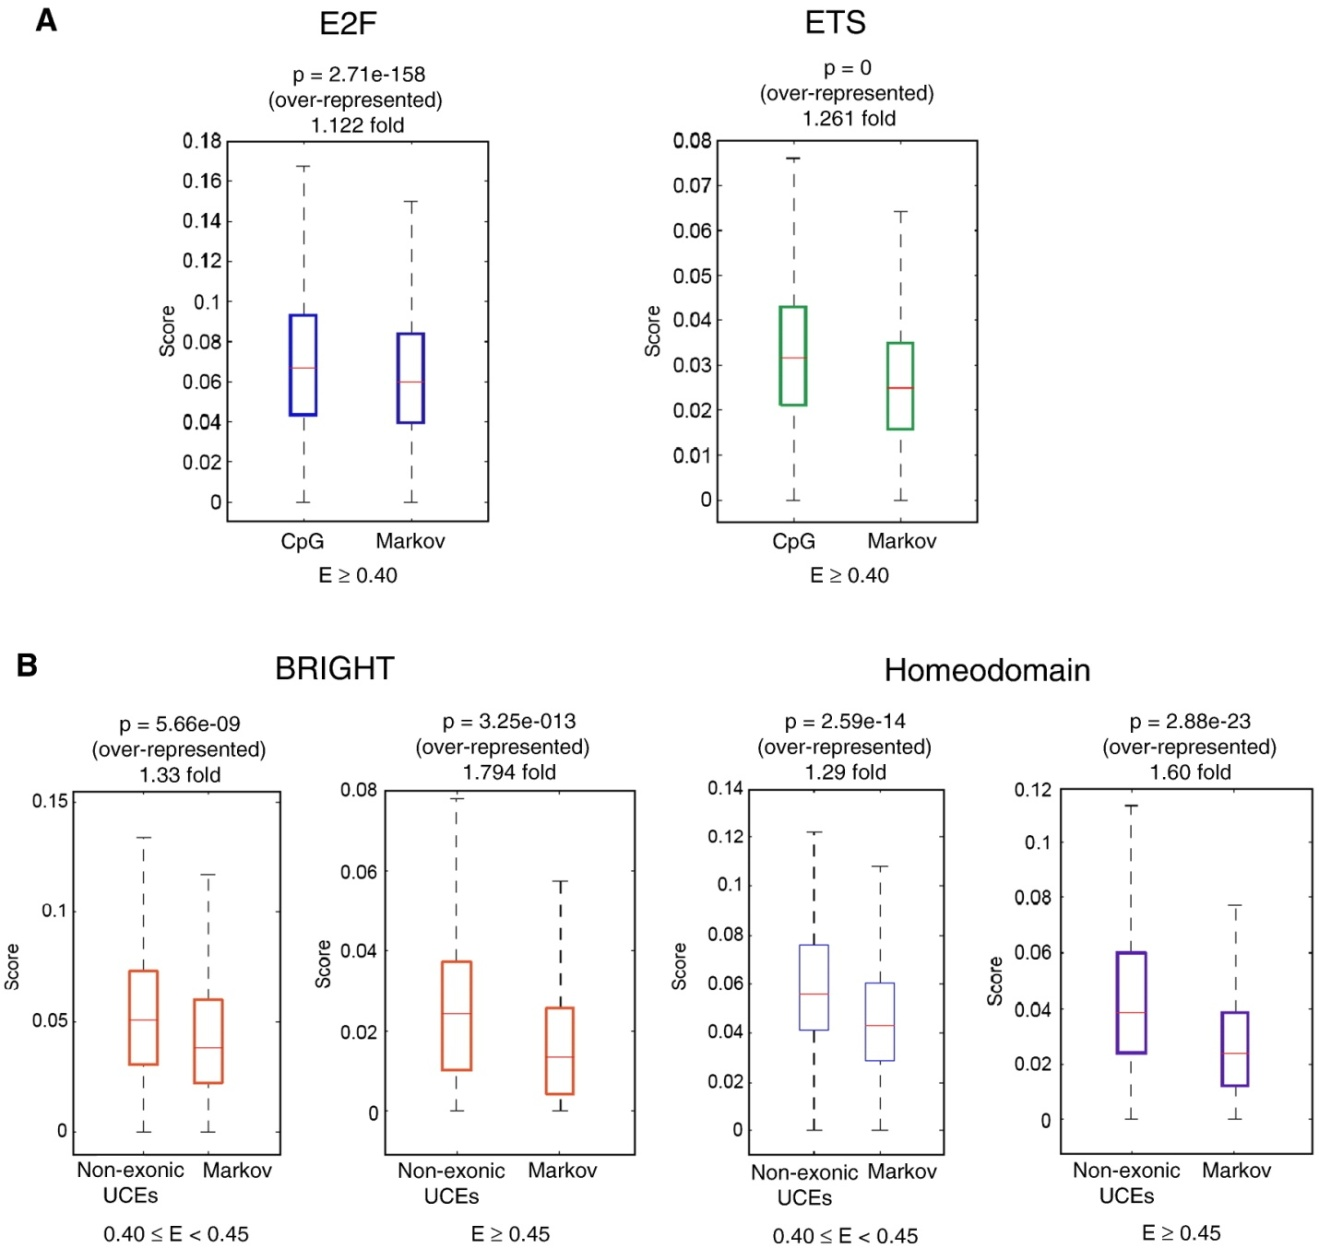 A
E2F
ETS
p = 2.71e-158
(over-represented)
1.122 fold
p = 0
(over-represented)
1.261 fold
0.18
0.16
0.14
0.12
0.1
0.08
0.06
0.04
0.02
0
Score
CpG Markov
E ≥ 0.40
0.08
0.07
0.06
0.05
0.04
0.03
0.02
0.01
0
Score
CpG Markov
E ≥ 0.40
B
BRIGHT
Homeodomain
p = 5.66e-09
(over-represented)
1.33 fold
0.15
0.1
0.05
0
Score
Non-exonic Markov
UCEs
0.40 ≤ E < 0.45
p = 3.25e-013
(over-represented)
1.794 fold
0.08
0.06
0.04
0.02
0
Score
Non-exonic Markov
UCEs
E ≥ 0.45
p = 2.59e-14
(over-represented)
1.29 fold
0.14
0.12
0.1
0.08
0.06
0.04
0.02
0
Score
Non-exonic Markov
UCEs
0.40 ≤ E < 0.45
p = 2.88e-23
(over-represented)
1.60 fold
0.12
0.1
0.08
0.06
0.04
0.02
0
Score
Non-exonic Markov
UCEs
E ≥ 0.45